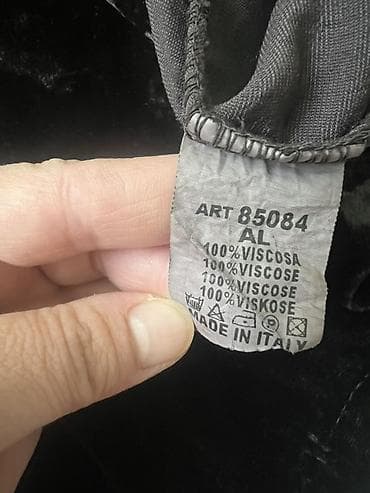 ART 85084
AL
100%VISCOSA
100%VISCOSE
100%VISCOSE
100%VISKOSE
P
MADE IN ITALY